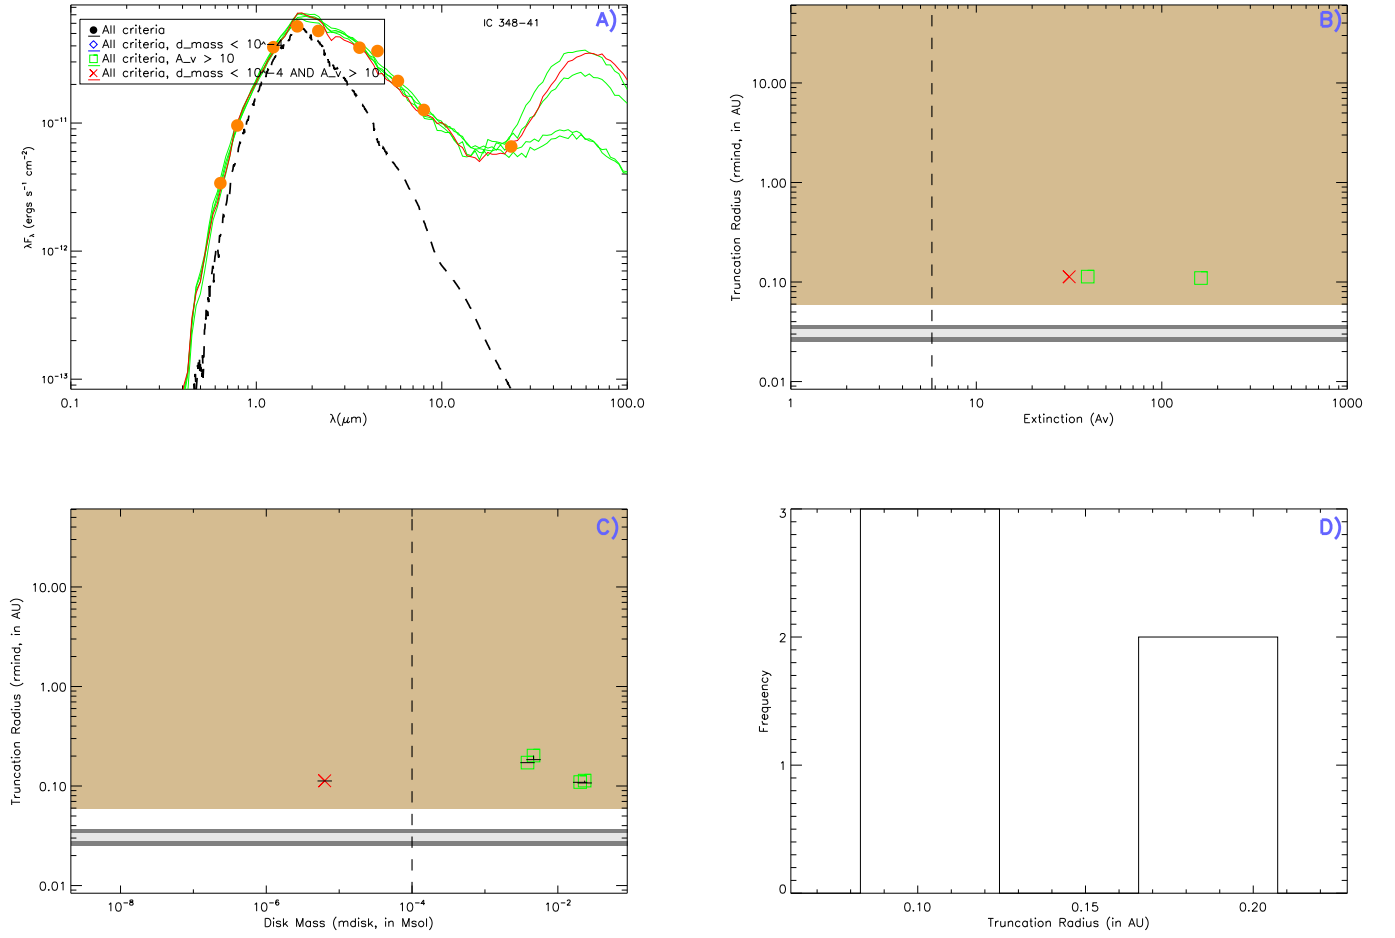 IC 348-41
A)
All criteria
All criteria, d_mass < 10^-4
All criteria, A_v > 10
All criteria, d_mass < 10^-4 AND A_v > 10
10⁻¹¹
10⁻¹²
10⁻¹³
λFλ (ergs s⁻¹ cm⁻²)
0.1 1.0 10.0 100.0
λ(μm)
B)
10.00
1.00
0.10
0.01
Truncation Radius (rmind, in AU)
1 10 100 1000
Extinction (Av)
C)
10.00
1.00
0.10
0.01
Truncation Radius (rmind, in AU)
10⁻⁸ 10⁻⁶ 10⁻⁴ 10⁻²
Disk Mass (mdisk, in Msol)
D)
3
2
1
0
Frequency
0.10 0.15 0.20
Truncation Radius (in AU)